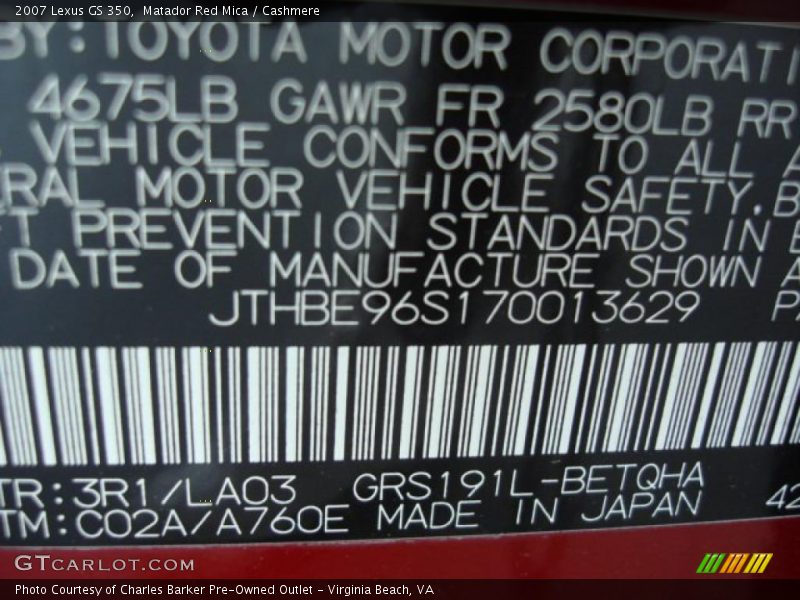 2007 Lexus GS 350,  Matador Red Mica / Cashmere
BY: TOYOTA MOTOR CORPORATI
4675LB GAWR FR 2580LB RR
VEHICLE CONFORMS TO ALL A
RAL MOTOR VEHICLE SAFETY, B
T PREVENTION STANDARDS IN E
DATE OF MANUFACTURE SHOWN A
JTHBE96S170013629 PA
TR: 3R1/LA03 GRS191L-BETQHA
TM: C02A/A760E MADE IN JAPAN 42
GTCARLOT.COM
Photo Courtesy of Charles Barker Pre-Owned Outlet - Virginia Beach, VA